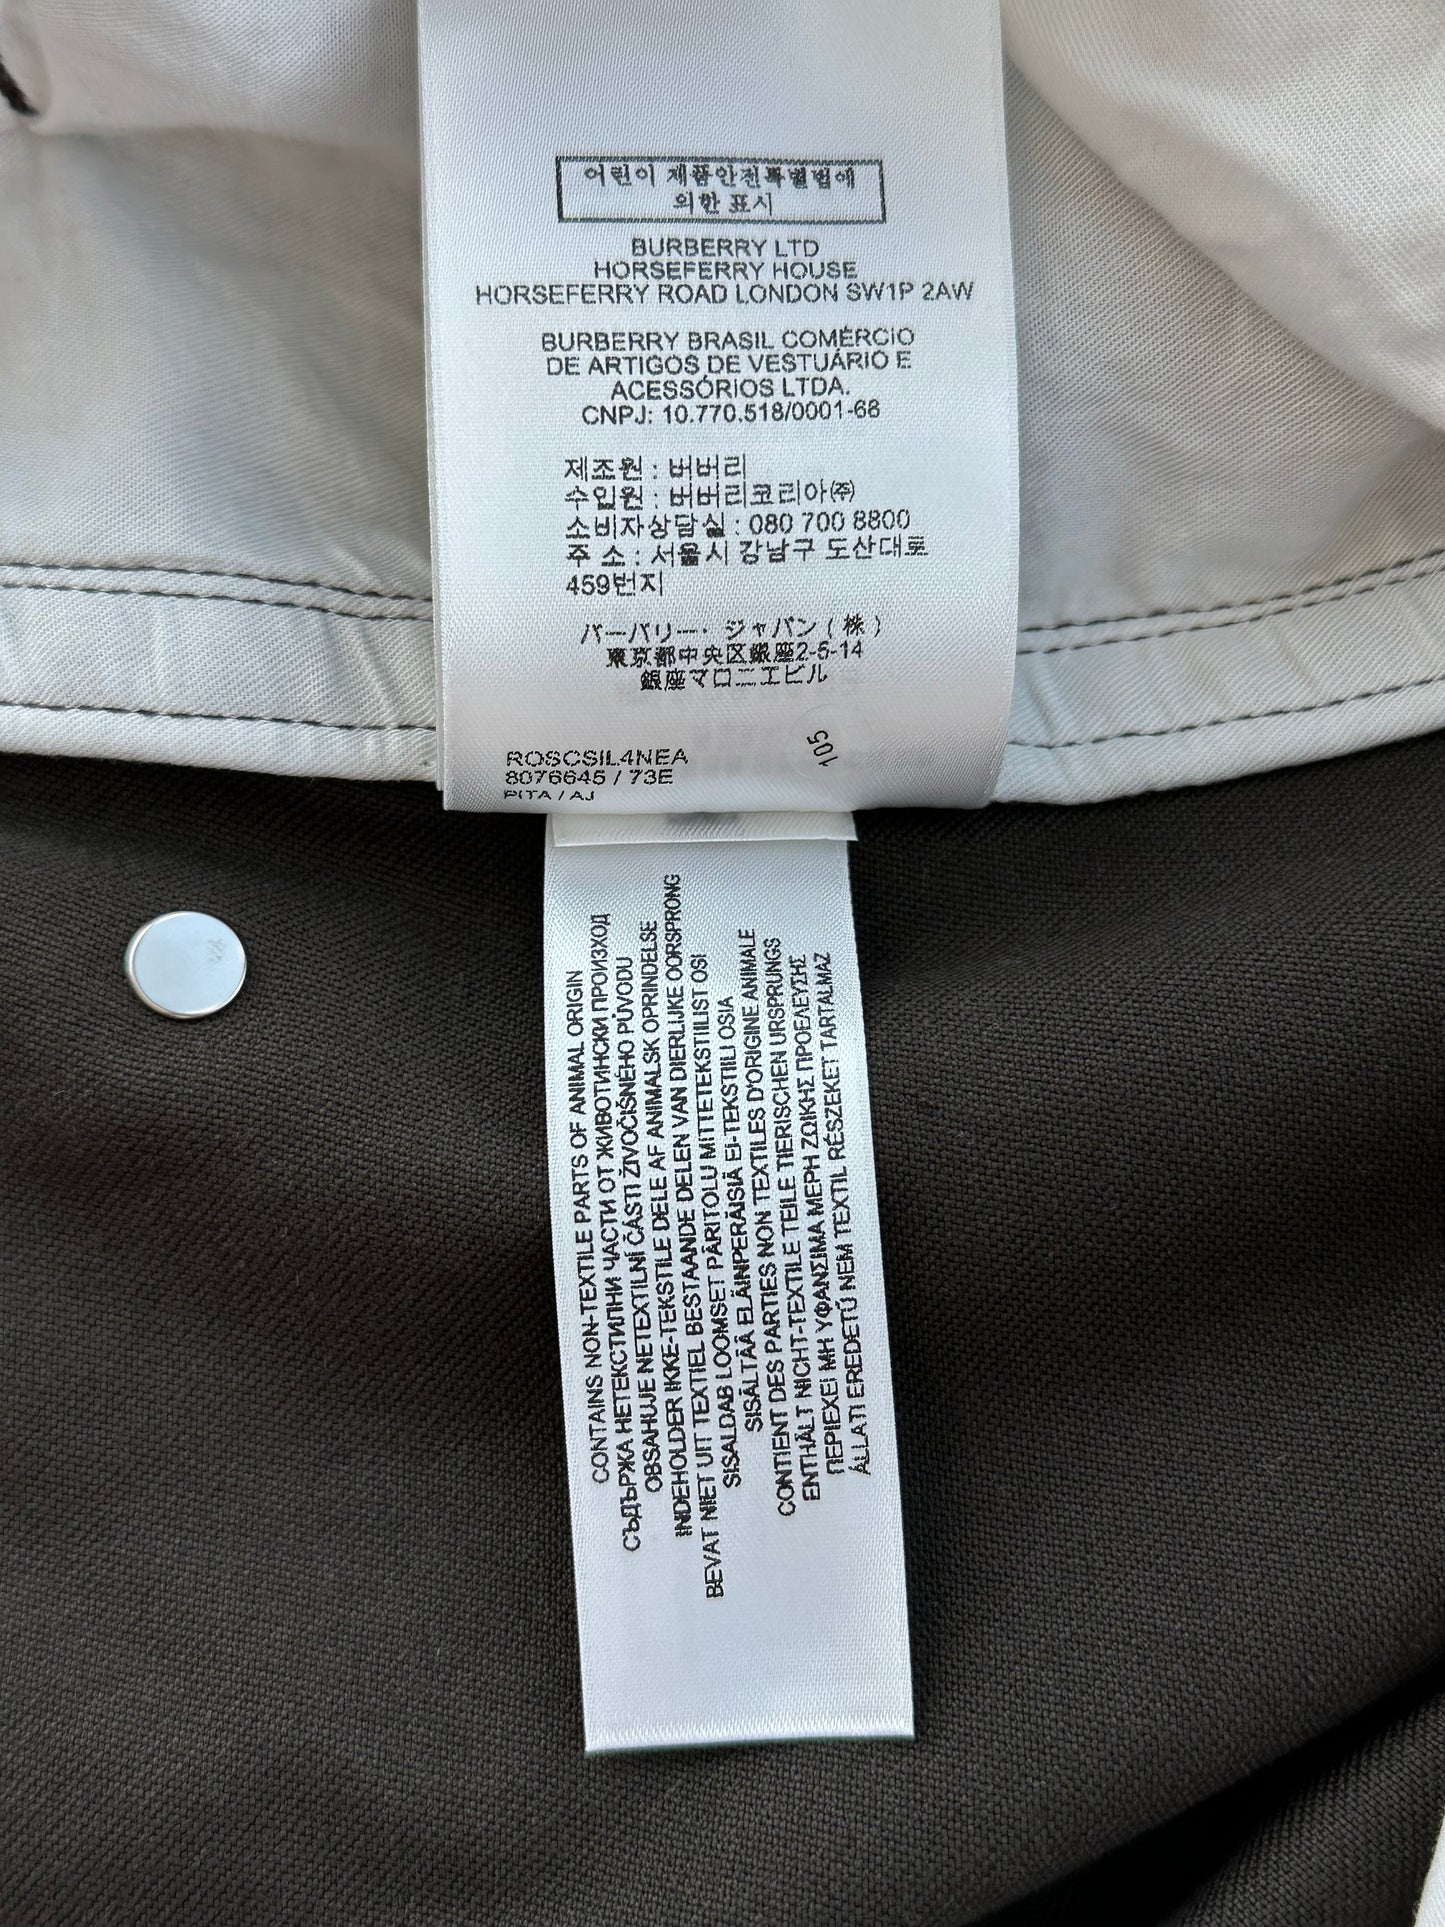 어린이 제품안전특별법에
의한 표시
BURBERRY LTD
HORSEFERRY HOUSE
HORSEFERRY ROAD LONDON SW1P 2AW
BURBERRY BRASIL COMÉRCIO
DE ARTIGOS DE VESTUÁRIO E
ACESSÓRIOS LTDA.
CNPJ: 10.770.518/0001-68
제조원 : 버버리
수입원 : 버버리코리아㈜
소비자상담실 : 080 700 8800
주 소 : 서울시 강남구 도산대로
459번지
バーバリー・ジャパン(株)
東京都中央区銀座2-5-14
銀座マロニエビル
105
ROSCSIL4NEA
8076645 / 73E
PITA / AJ
CONTAINS NON-TEXTILE PARTS OF ANIMAL ORIGIN
СЪДЪРЖА НЕТЕКСТИЛНИ ЧАСТИ ОТ ЖИВОТИНСКИ ПРОИЗХОД
OBSAHUJE NETEXTILNÍ ČÁSTI ŽIVOČIŠNÉHO PŮVODU
INDEHOLDER IKKE-TEKSTILE DELE AF ANIMALSK OPRINDELSE
BEVAT NIET UIT TEXTIEL BESTAANDE DELEN VAN DIERLIJKE OORSPRONG
SISALDAB LOOMSET PÄRITOLU MITTETEKSTIILIST OSI
SISÄLTÄÄ ELÄINPERÄISIÄ EI-TEKSTIILI OSIA
CONTIENT DES PARTIES NON TEXTILES D'ORIGINE ANIMALE
ENTHÄLT NICHT-TEXTILE TEILE TIERISCHEN URSPRUNGS
ΠΕΡΙΕΧΕΙ ΜΗ ΥΦΑΝΣΙΜΑ ΜΕΡΗ ΖΩΙΚΗΣ ΠΡΟΕΛΕΥΣΗΣ
ÁLLATI EREDETŰ NEM TEXTIL RÉSZEKET TARTALMAZ